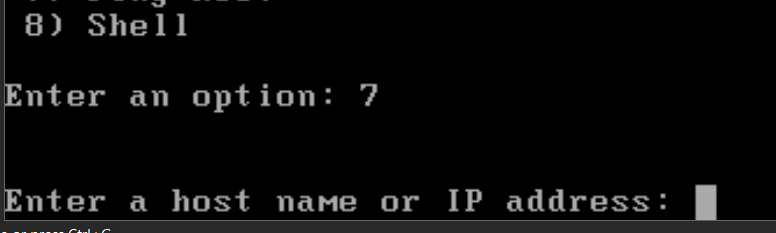 8) Shell
Enter an option: 7
Enter a host name or IP address: